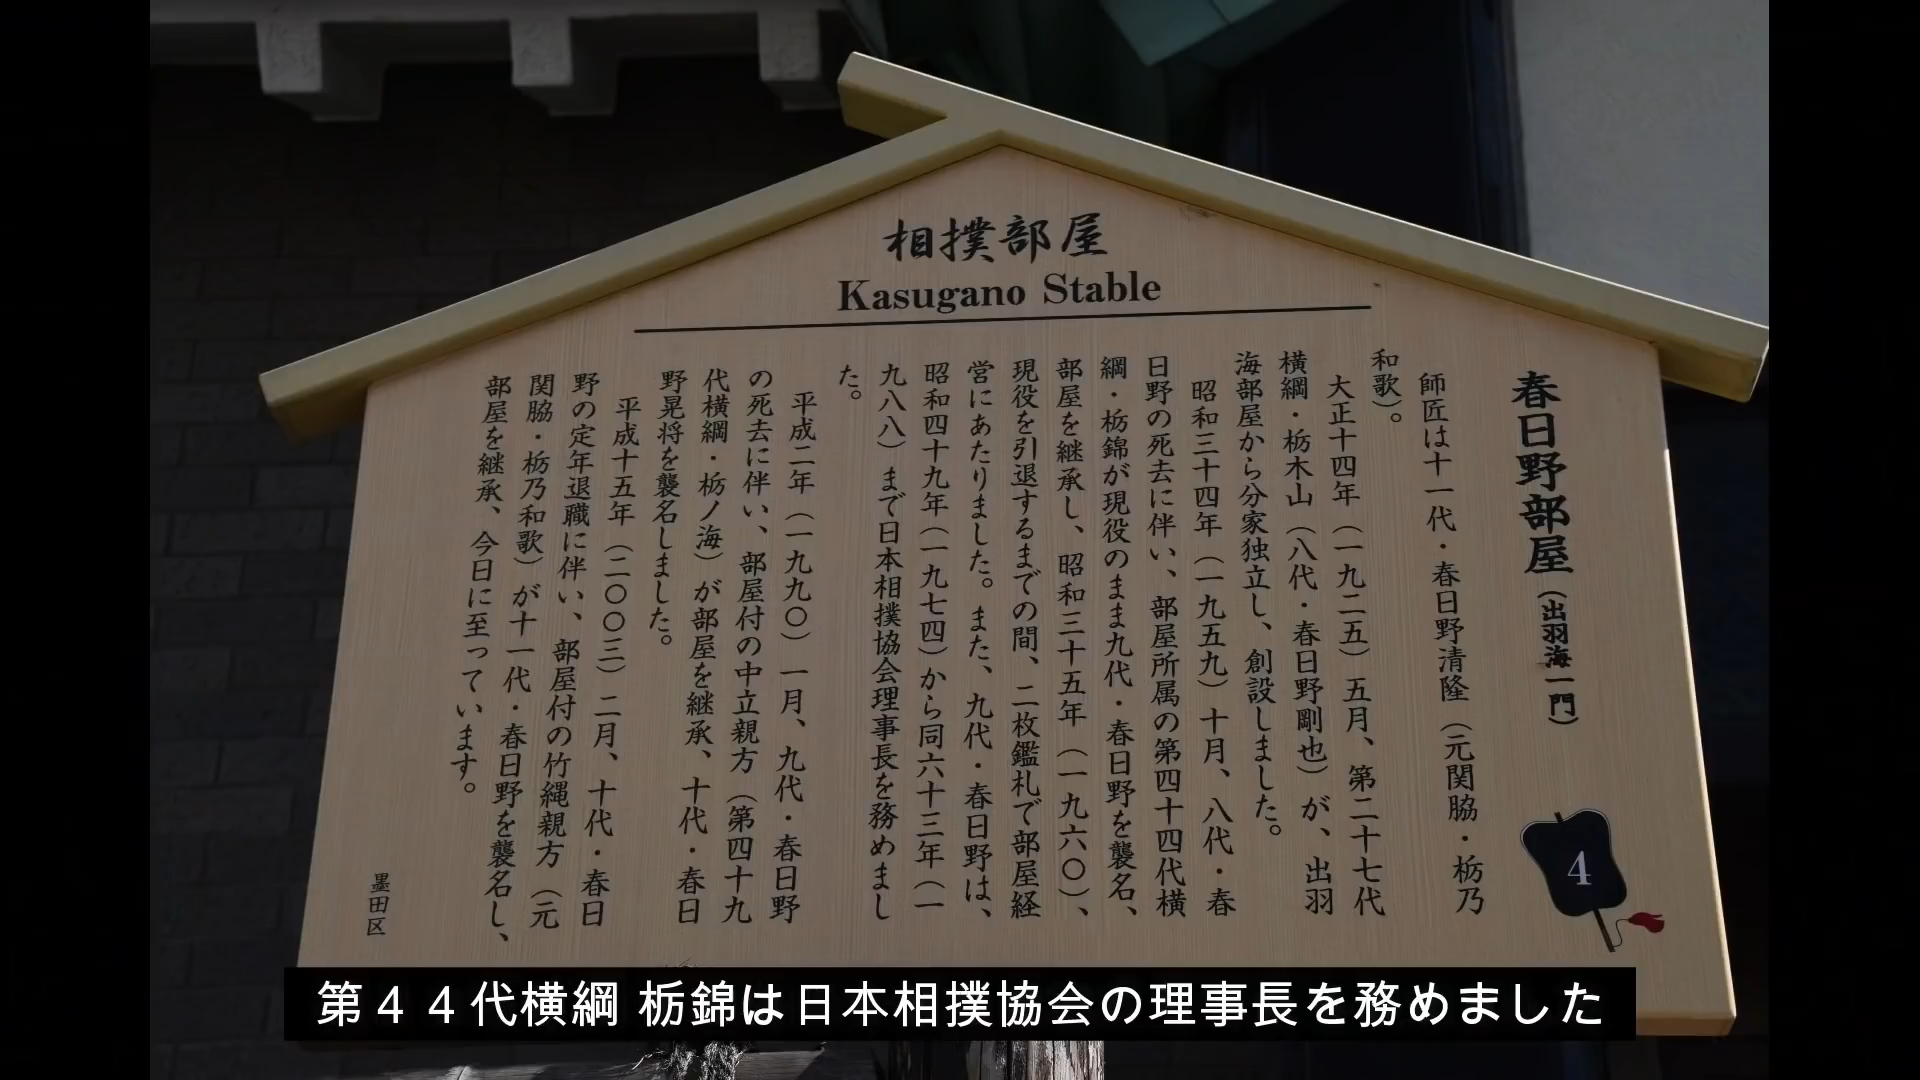 相撲部屋
Kasugano Stable
春日野部屋（出羽海一門）
師匠は十一代・春日野清隆（元関脇・栃乃
和歌）。
大正十四年（一九二五）五月、第二十七代
横綱・栃木山（八代・春日野剛也）が、出羽
海部屋から分家独立し、創設しました。
昭和三十四年（一九五九）十月、八代・春
日野の死去に伴い、部屋所属の第四十四代横
綱・栃錦が現役のまま九代・春日野を襲名、
部屋を継承し、昭和三十五年（一九六〇）、
現役を引退するまでの間、二枚鑑札で部屋経
営にあたりました。また、九代・春日野は、
昭和四十九年（一九七四）から同六十三年（一
九八八）まで日本相撲協会理事長を務めまし
た。
平成二年（一九九〇）一月、九代・春日野
の死去に伴い、部屋付の中立親方（第四十九
代横綱・栃ノ海）が部屋を継承、十代・春日
野晃将を襲名しました。
平成十五年（二〇〇三）二月、十代・春日
野の定年退職に伴い、部屋付の竹縄親方（元
関脇・栃乃和歌）が十一代・春日野を襲名し、
部屋を継承、今日に至っています。
墨田区
4
第４４代横綱 栃錦は日本相撲協会の理事長を務めました